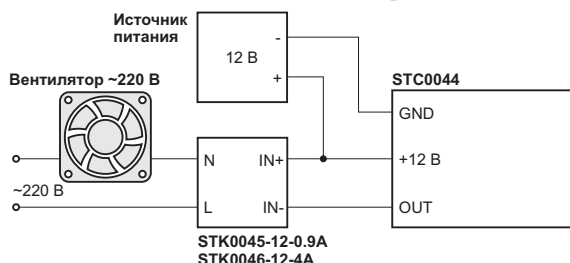 Источник
питания
-
12 В
+
Вентилятор ~220 В
STC0044
GND
N IN+
+12 В
~220 В
L IN-
OUT
STK0045-12-0.9A
STK0046-12-4A